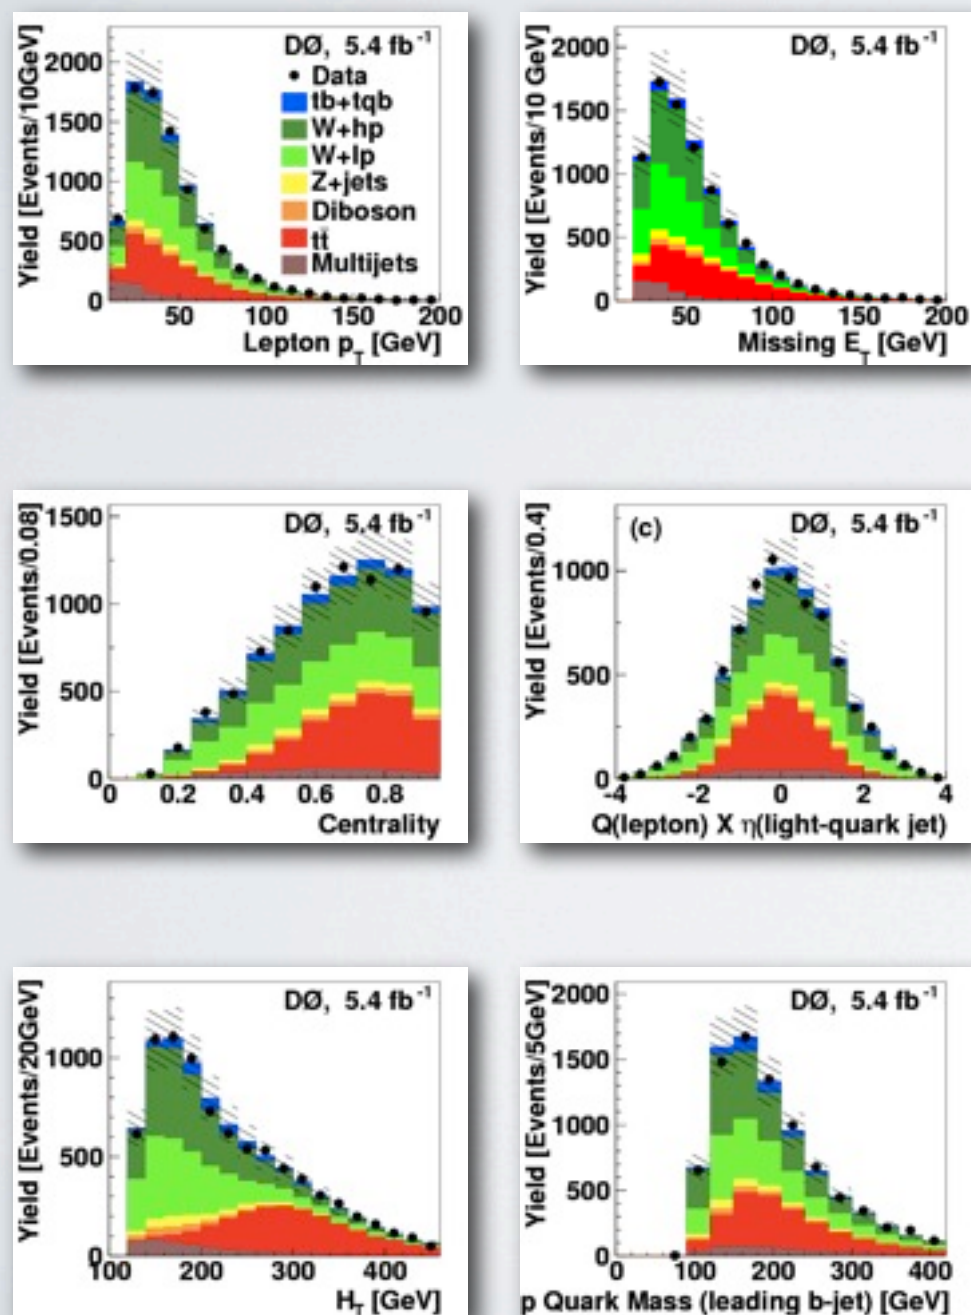 DØ, 5.4 fb⁻¹
Yield [Events/10GeV]
2000
1500
1000
500
0
Data
tb+tqb
W+hp
W+lp
Z+jets
Diboson
tt̄
Multijets
50 100 150 200
Lepton p_T [GeV]
DØ, 5.4 fb⁻¹
Yield [Events/10 GeV]
2000
1500
1000
500
0
50 100 150 200
Missing E_T [GeV]
DØ, 5.4 fb⁻¹
Yield [Events/0.08]
1500
1000
500
0
0 0.2 0.4 0.6 0.8
Centrality
(c) DØ, 5.4 fb⁻¹
Yield [Events/0.4]
1000
500
0
-4 -2 0 2 4
Q(lepton) X η(light-quark jet)
DØ, 5.4 fb⁻¹
Yield [Events/20GeV]
1000
500
0
100 200 300 400
H_T [GeV]
DØ, 5.4 fb⁻¹
Yield [Events/5GeV]
2000
1500
1000
500
0
0 100 200 300 400
p Quark Mass (leading b-jet) [GeV]